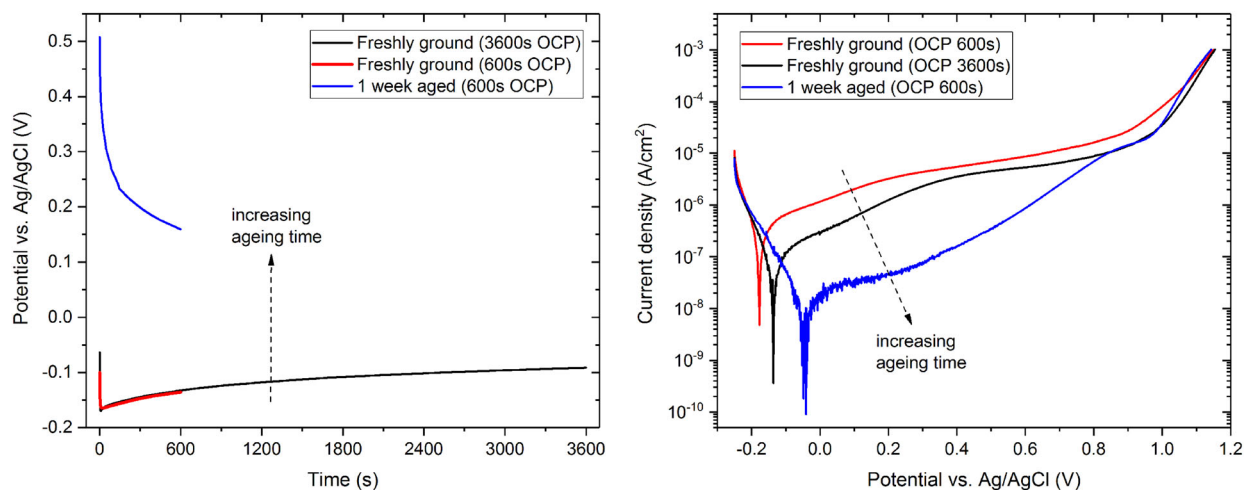 0.5
0.4
0.3
0.2
0.1
0.0
-0.1
-0.2
Potential vs. Ag/AgCl (V)
Freshly ground (3600s OCP)
Freshly ground (600s OCP)
1 week aged (600s OCP)
increasing
ageing time
0 600 1200 1800 2400 3000 3600
Time (s)
10⁻³
10⁻⁴
10⁻⁵
10⁻⁶
10⁻⁷
10⁻⁸
10⁻⁹
10⁻¹⁰
Current density (A/cm²)
Freshly ground (OCP 600s)
Freshly ground (OCP 3600s)
1 week aged (OCP 600s)
increasing
ageing time
-0.2 0.0 0.2 0.4 0.6 0.8 1.0 1.2
Potential vs. Ag/AgCl (V)